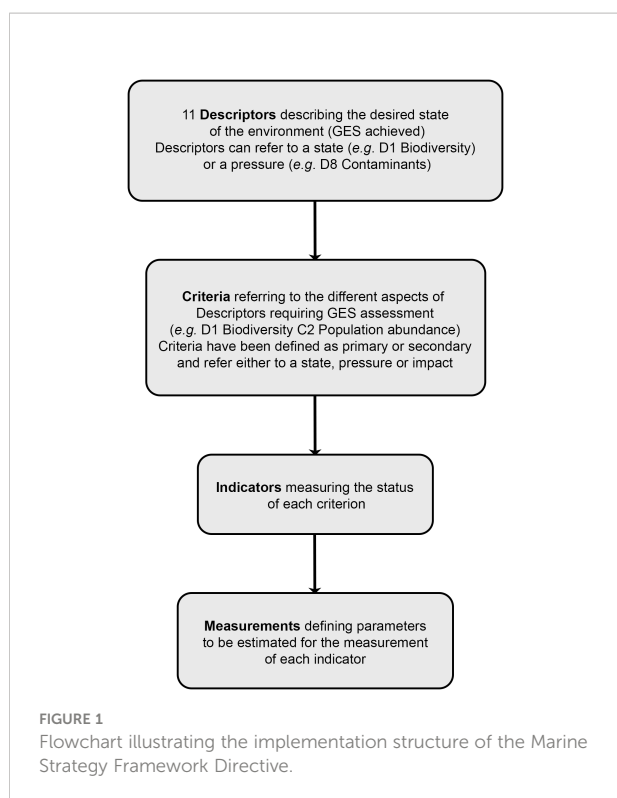 11 Descriptors describing the desired state
of the environment (GES achieved)
Descriptors can refer to a state (e.g. D1 Biodiversity)
or a pressure (e.g. D8 Contaminants)
Criteria referring to the different aspects of
Descriptors requiring GES assessment
(e.g. D1 Biodiversity C2 Population abundance)
Criteria have been defined as primary or secondary
and refer either to a state, pressure or impact
Indicators measuring the status
of each criterion
Measurements defining parameters
to be estimated for the measurement
of each indicator
FIGURE 1
Flowchart illustrating the implementation structure of the Marine
Strategy Framework Directive.